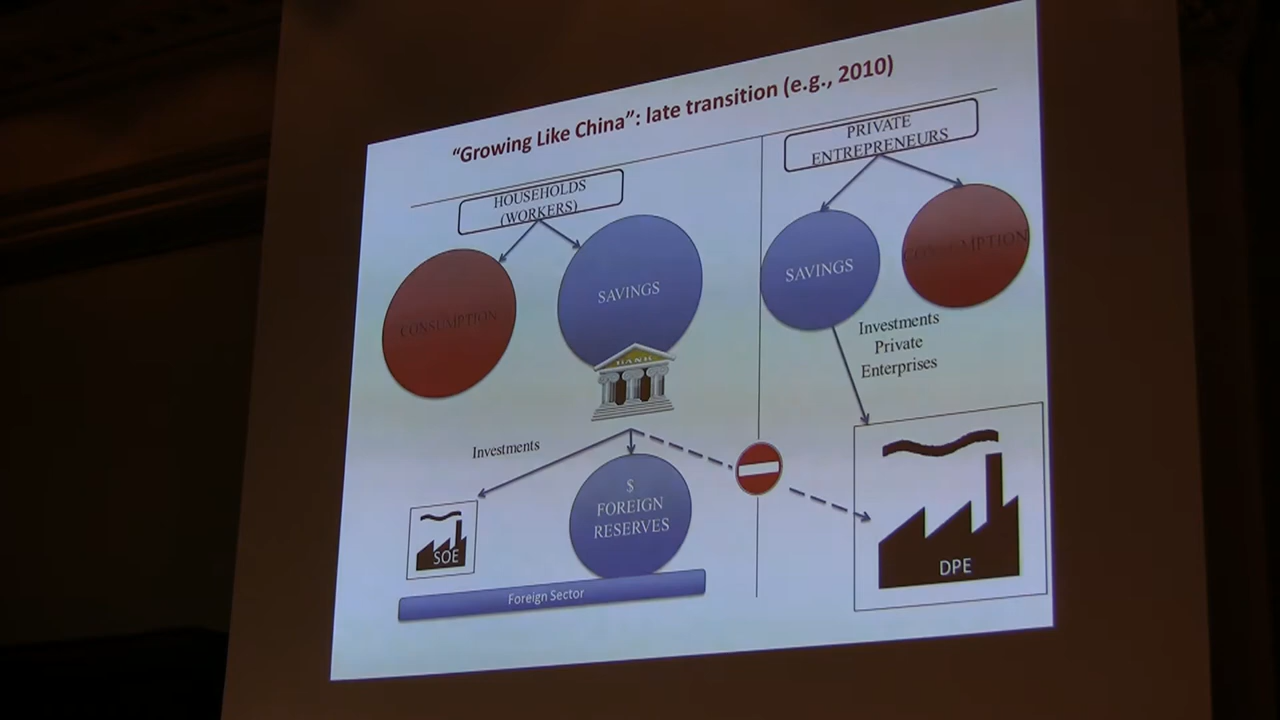 “Growing Like China”: late transition (e.g., 2010)
HOUSEHOLDS
(WORKERS)
PRIVATE
ENTREPRENEURS
CONSUMPTION
SAVINGS
SAVINGS
CONSUMPTION
BANK
Investments
Private
Enterprises
Investments
$
FOREIGN
RESERVES
SOE
DPE
Foreign Sector